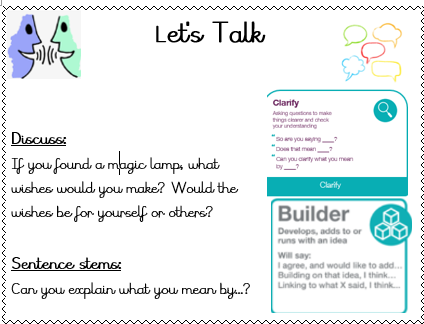 Let's Talk
Discuss:
If you found a magic lamp, what
wishes would you make? Would the
wishes be for yourself or others?
Sentence stems:
Can you explain what you mean by...?
Clarify
Asking questions to make
things clearer and check
your understanding
"So are you saying ____?
"Does that mean ____?
"Can you clarify what you mean
by ____?
Clarify
Builder
Develops, adds to or
runs with an idea
Will say:
I agree, and would like to add...
Building on that idea, I think...
Linking to what X said, I think...